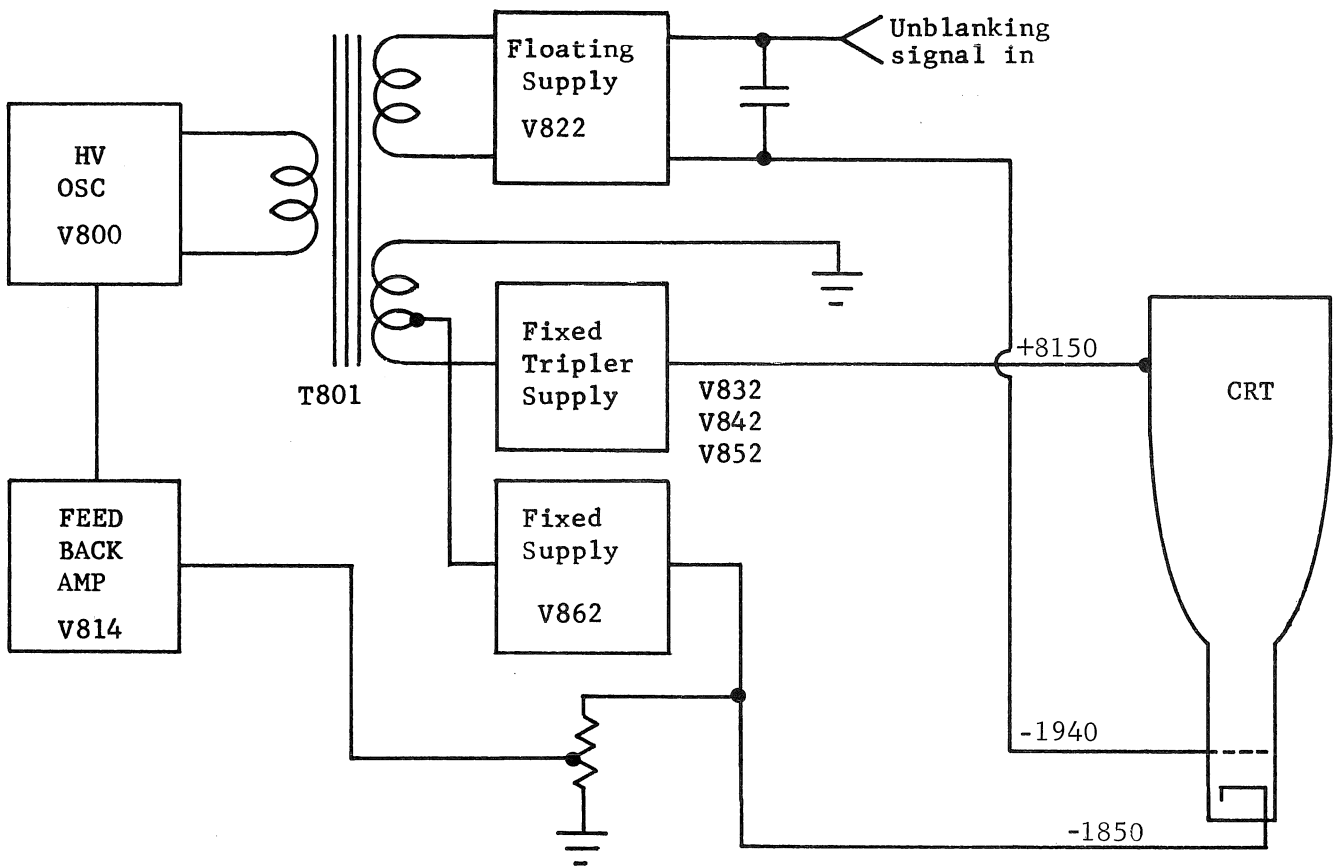 Unblanking
signal in
Floating
Supply
V822
HV
OSC
V800
T801
Fixed
Tripler
Supply
V832
V842
V852
+8150
CRT
FEED
BACK
AMP
V814
Fixed
Supply
V862
-1940
-1850